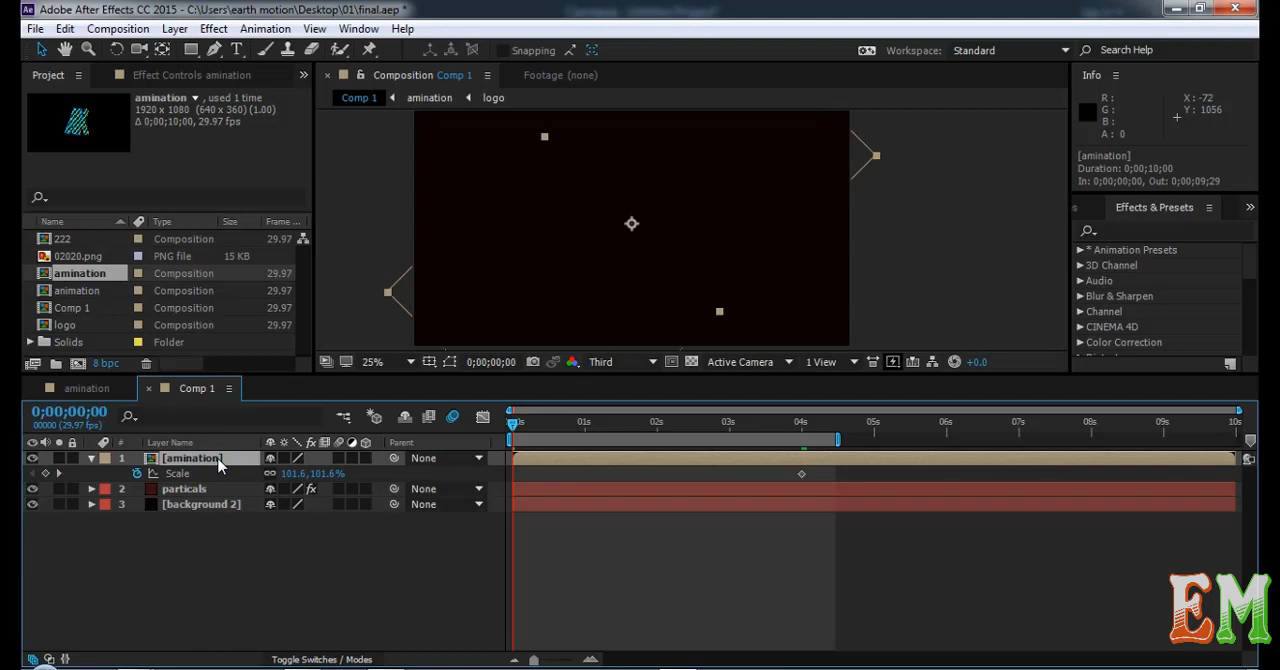 Adobe After Effects CC 2015 - C:\Users\earth motion\Desktop\01\final.aep *
File Edit Composition Layer Effect Animation View Window Help
Snapping
Workspace: Standard
Search Help
Project
Effect Controls amination
Composition Comp 1
Footage (none)
Info
Comp 1 amination logo
amination , used 1 time
1920 x 1080 (640 x 360) (1.00)
Δ 0;00;10;00, 29.97 fps
R :
G :
B :
A : 0
X : -72
Y : 1056
[amination]
Duration: 0;00;10;00
In: 0;00;00;00, Out: 0;00;09;29
Effects & Presets
Name Type Size Frame ...
222 Composition 29.97
02020.png PNG file 15 KB
amination Composition 29.97
animation Composition 29.97
Comp 1 Composition 29.97
logo Composition 29.97
Solids Folder
* Animation Presets
3D Channel
Audio
Blur & Sharpen
Channel
CINEMA 4D
Color Correction
8 bpc
25% 0;00;00;00 Third Active Camera 1 View +0.0
amination
Comp 1
0;00;00;00
00000 (29.97 fps)
01s 02s 03s 04s 05s 06s 07s 08s 09s 10s
# Layer Name fx Parent
1 [amination] None
Scale 101.6,101.6%
2 particals fx None
3 [background 2] None
Toggle Switches / Modes
EM